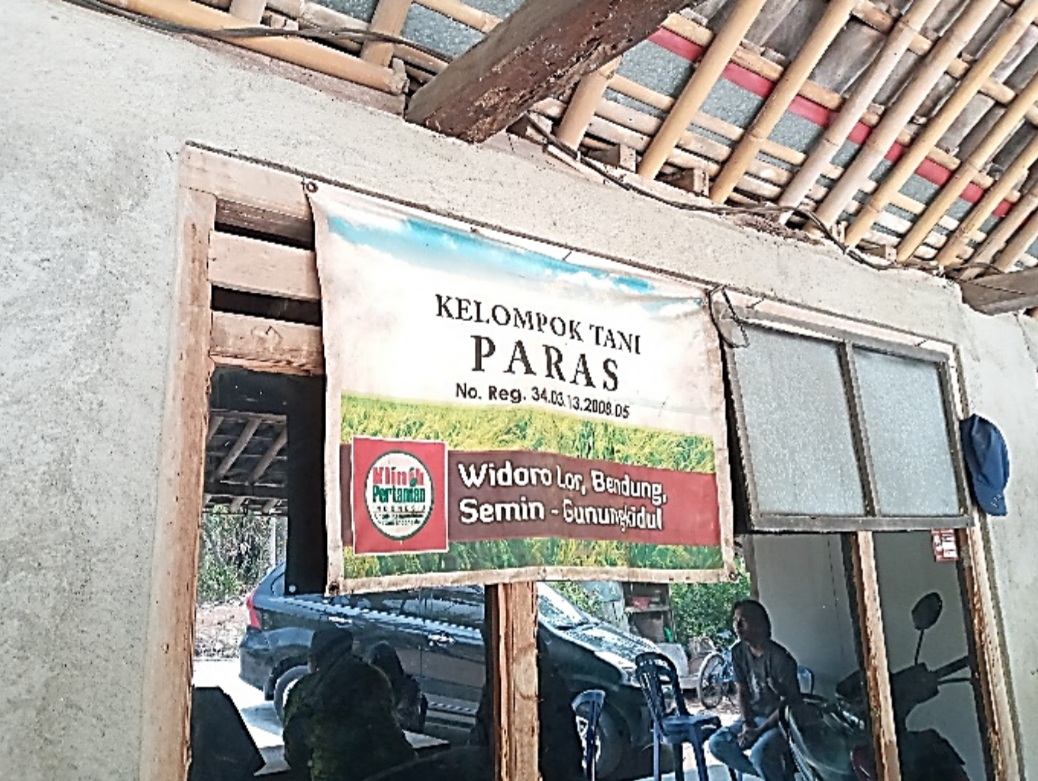 KELOMPOK TANI
PARAS
No. Reg. 34.03.13.2008.05
Klinik
Pertanian
Widoro Lor, Bendung,
Semin - Gunungkidul